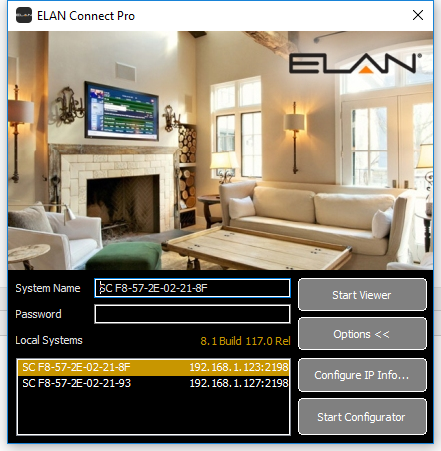 ELAN Connect Pro
ELAN®
System Name SC F8-57-2E-02-21-8F
Start Viewer
Password
Options <<
Local Systems 8.1 Build 117.0 Rel
SC F8-57-2E-02-21-8F 192.168.1.123:2198
SC F8-57-2E-02-21-93 192.168.1.127:2198
Configure IP Info...
Start Configurator